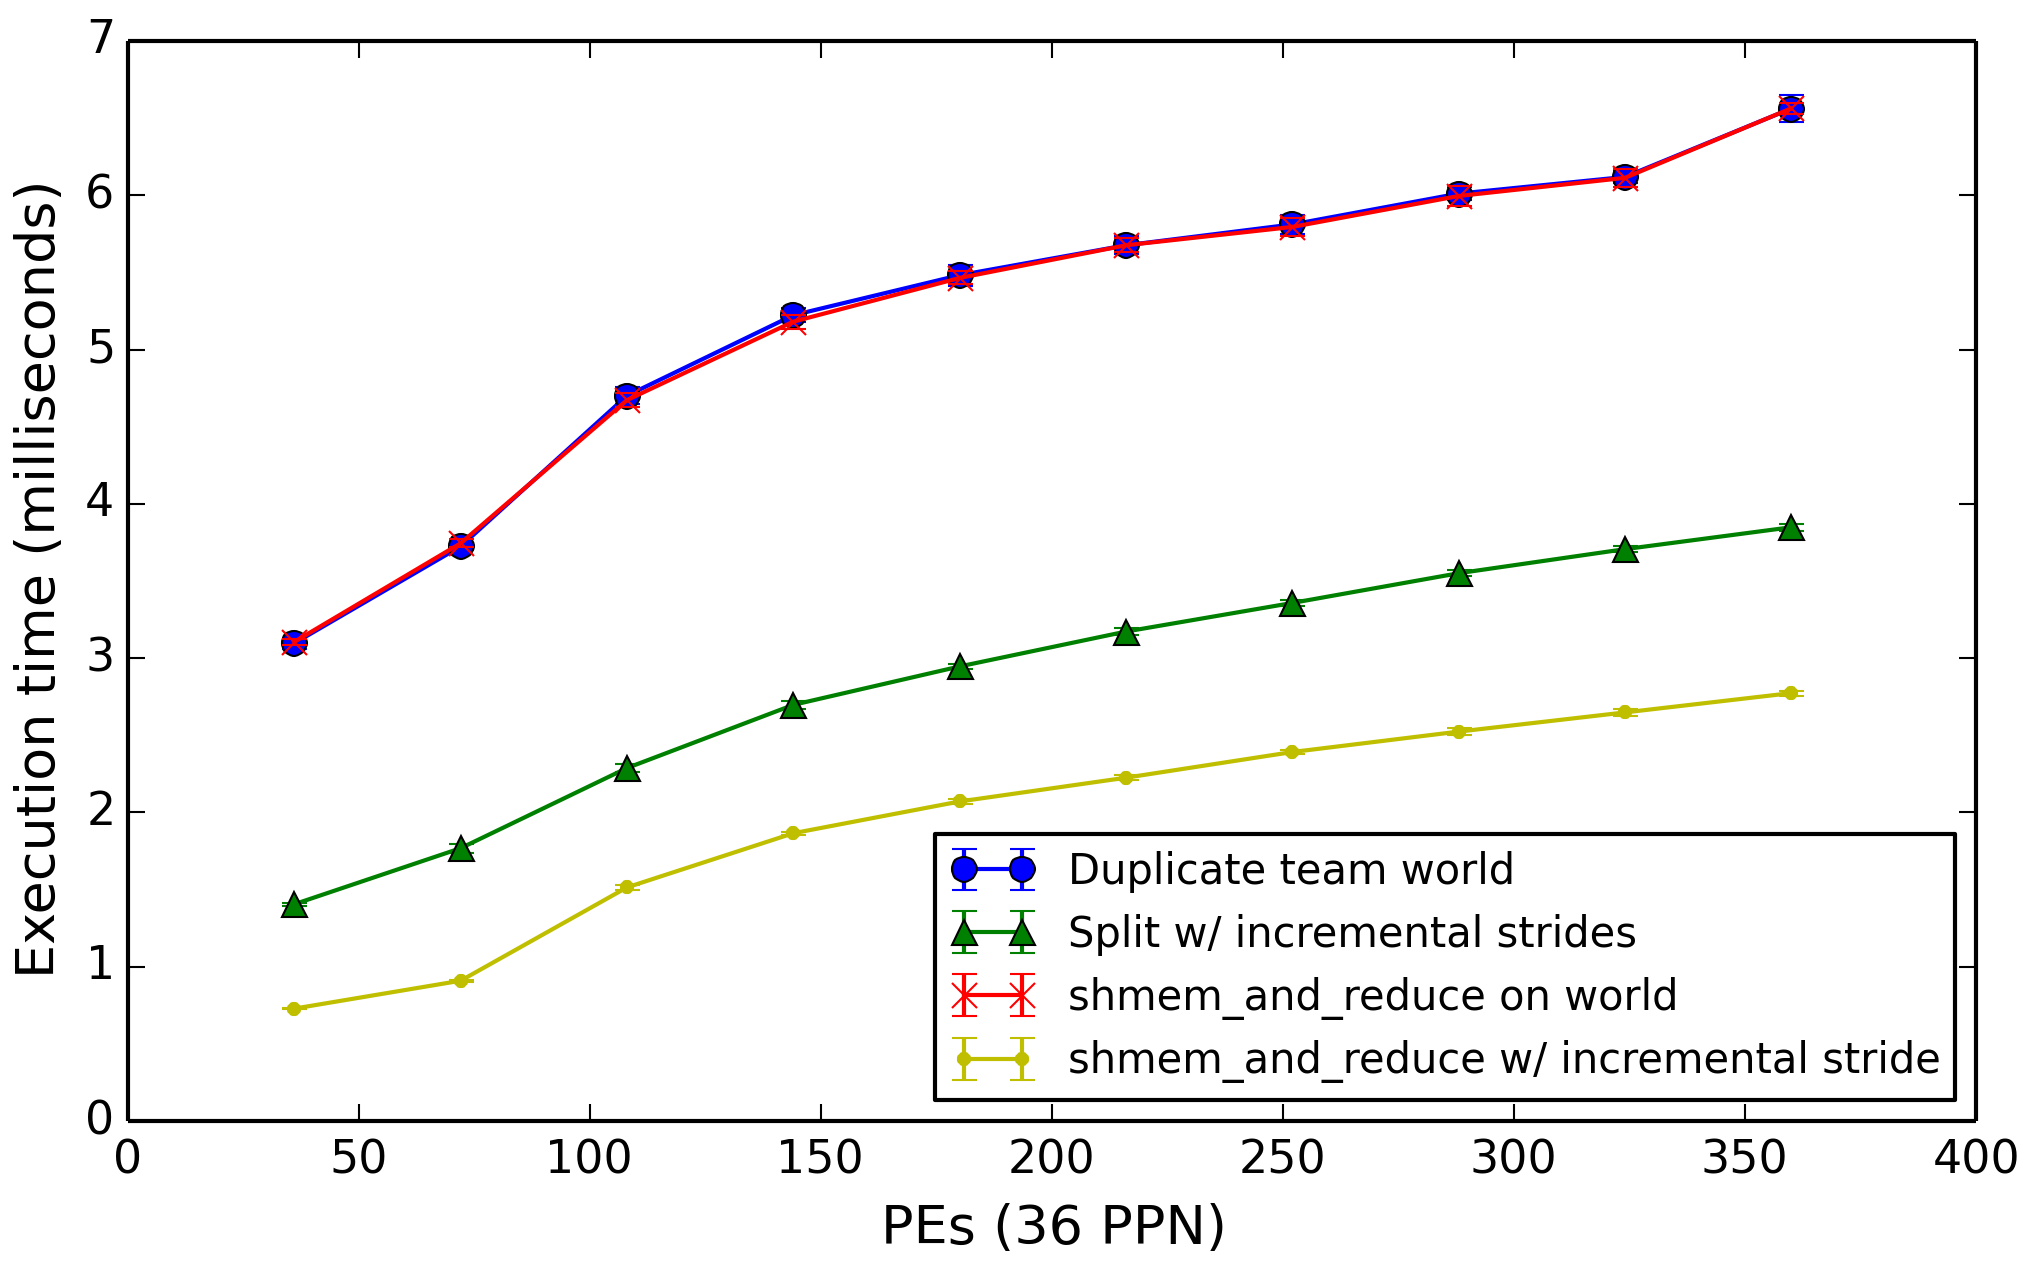 7
6
5
4
3
2
1
0
Execution time (milliseconds)
Duplicate team world
Split w/ incremental strides
shmem_and_reduce on world
shmem_and_reduce w/ incremental stride
0 50 100 150 200 250 300 350 400
PEs (36 PPN)